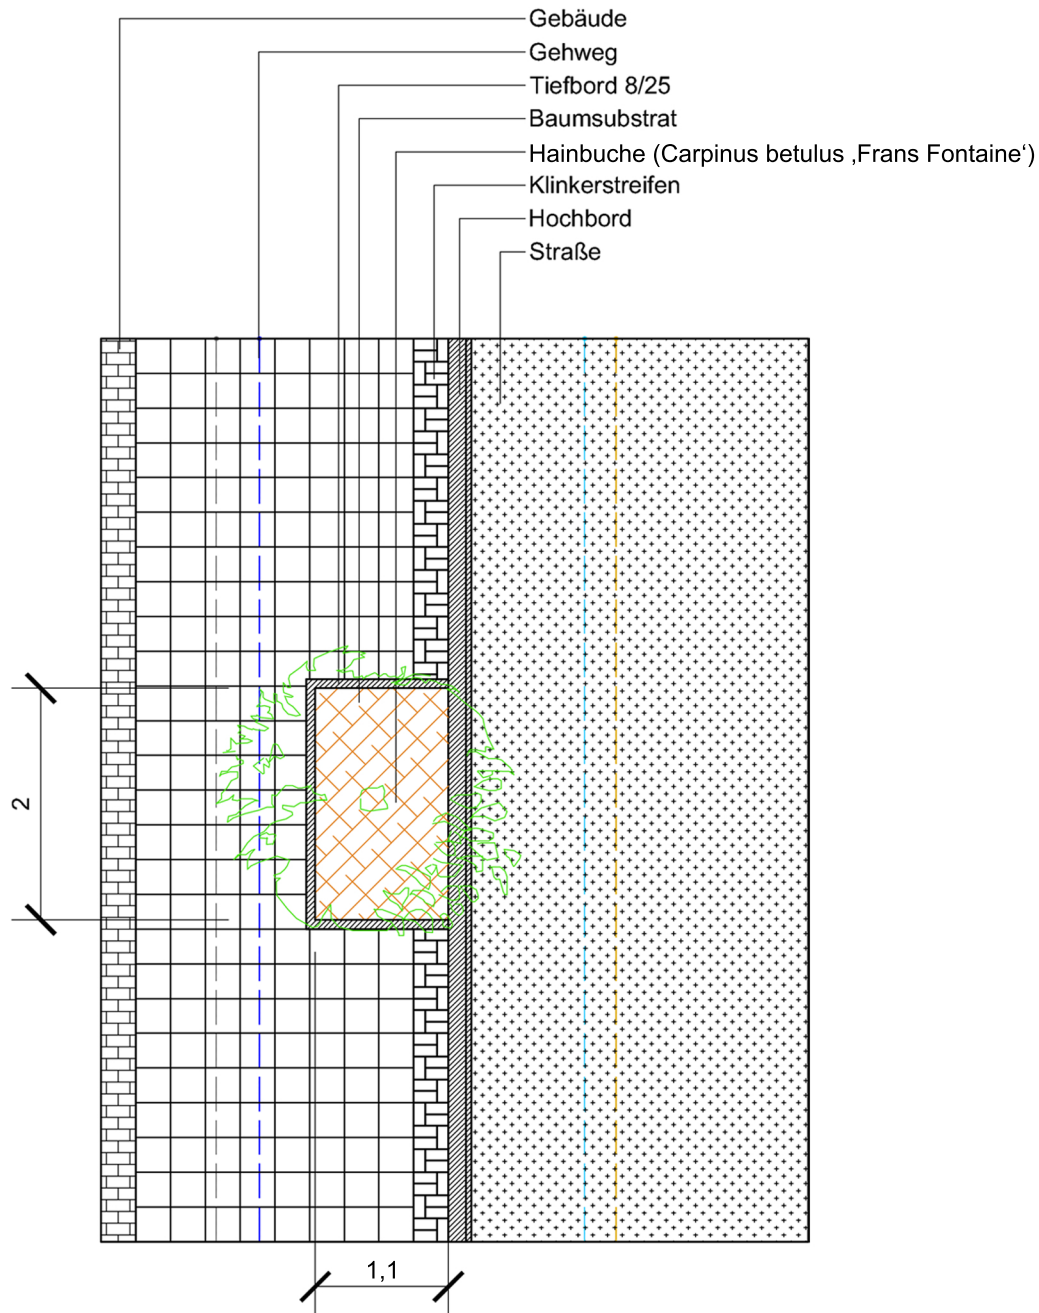 Gebäude
Gehweg
Tiefbord 8/25
Baumsubstrat
Hainbuche (Carpinus betulus ‚Frans Fontaine‘)
Klinkerstreifen
Hochbord
Straße
2
1,1